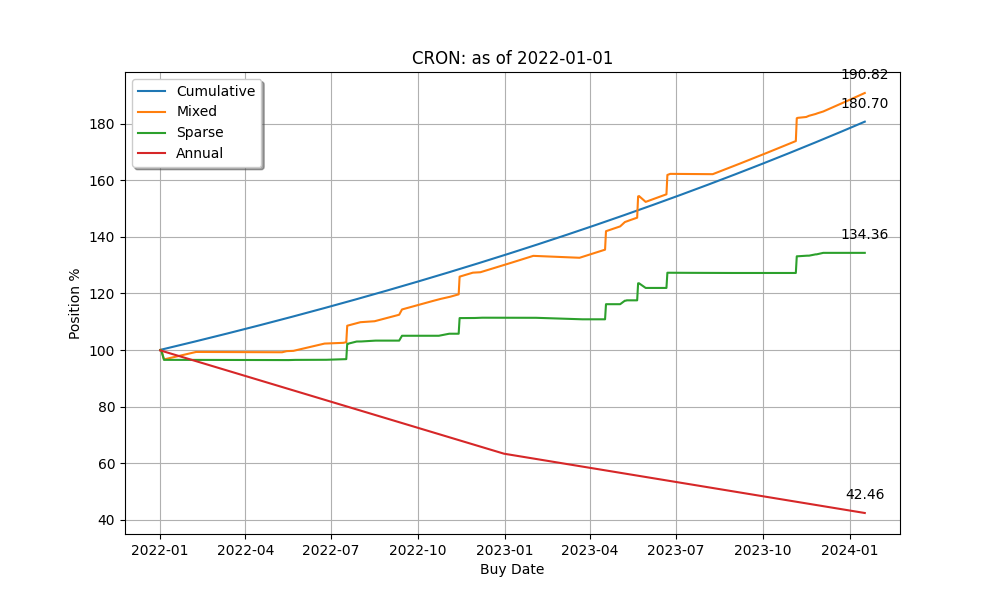 CRON: as of 2022-01-01
190.82
Cumulative
180.70
Mixed
Sparse
Annual
180
160
140
134.36
120
100
80
60
42.46
40
Position %
2022-01 2022-04 2022-07 2022-10 2023-01 2023-04 2023-07 2023-10 2024-01
Buy Date